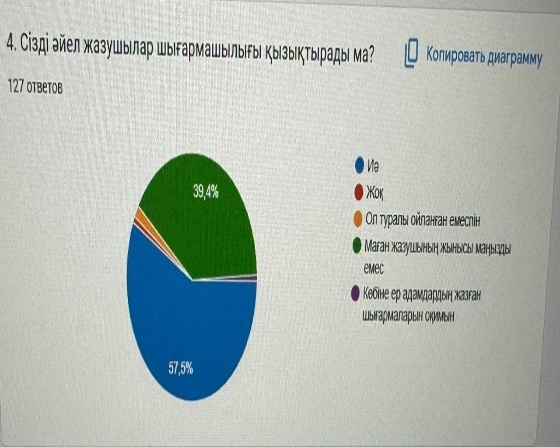 4. Сізді әйел жазушылар шығармашылығы қызықтырады ма?
Копировать диаграмму
127 ответов
39,4%
57,5%
Иә
Жоқ
Ол туралы ойланған емеспін
Маған жазушының жынысы маңызды
емес
Көбіне ер адамдардың жазған
шығармаларын оқимын